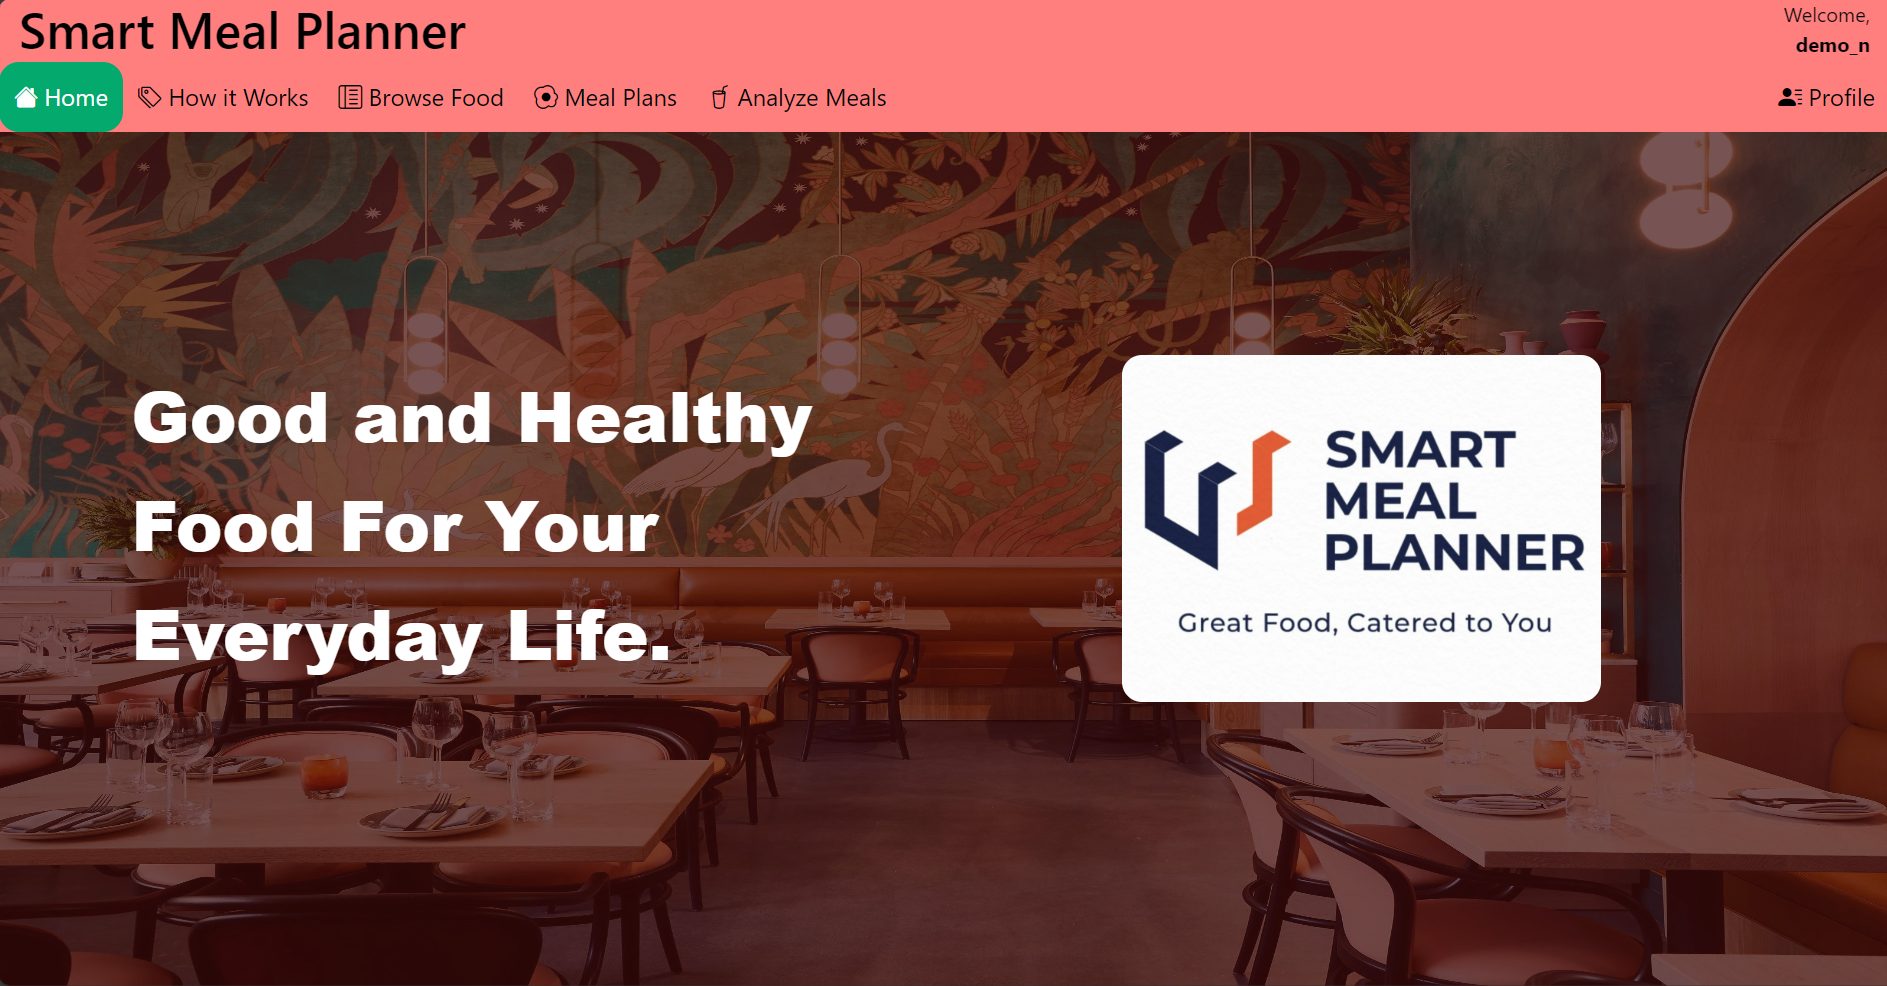 Smart Meal Planner
Welcome,
demo_n
Home
How it Works
Browse Food
Meal Plans
Analyze Meals
Profile
Good and Healthy
Food For Your
Everyday Life.
SMART
MEAL
PLANNER
Great Food, Catered to You